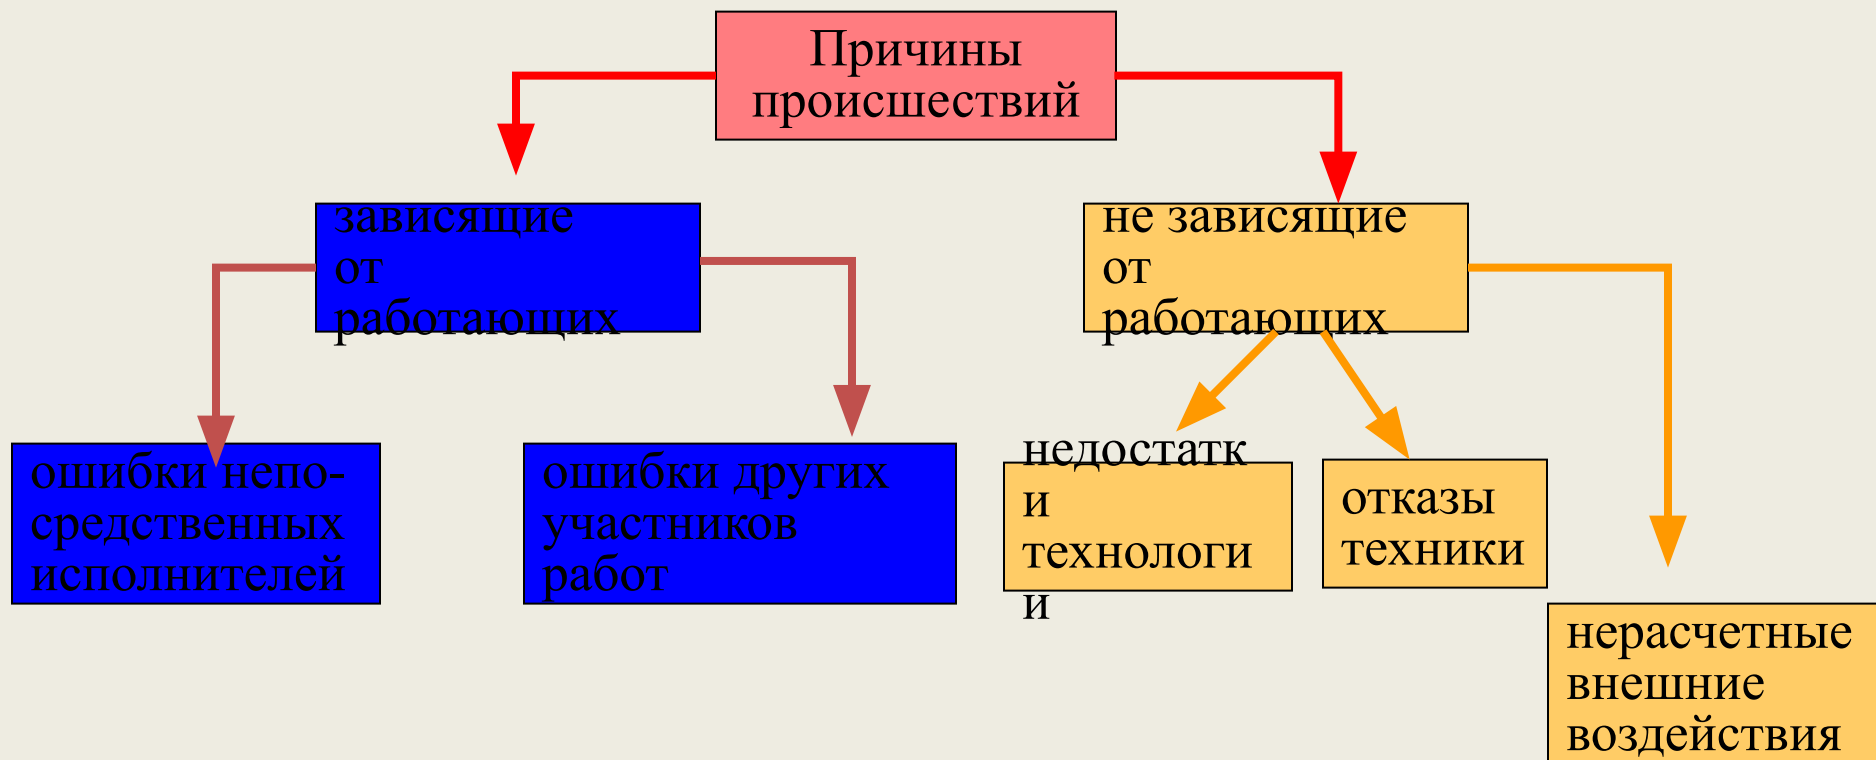 Причины
происшествий
зависящие
от
работающих
не зависящие
от
работающих
ошибки непо-
средственных
исполнителей
ошибки других
участников
работ
недостатк
и
технологи
и
отказы
техники
нерасчетные
внешние
воздействия